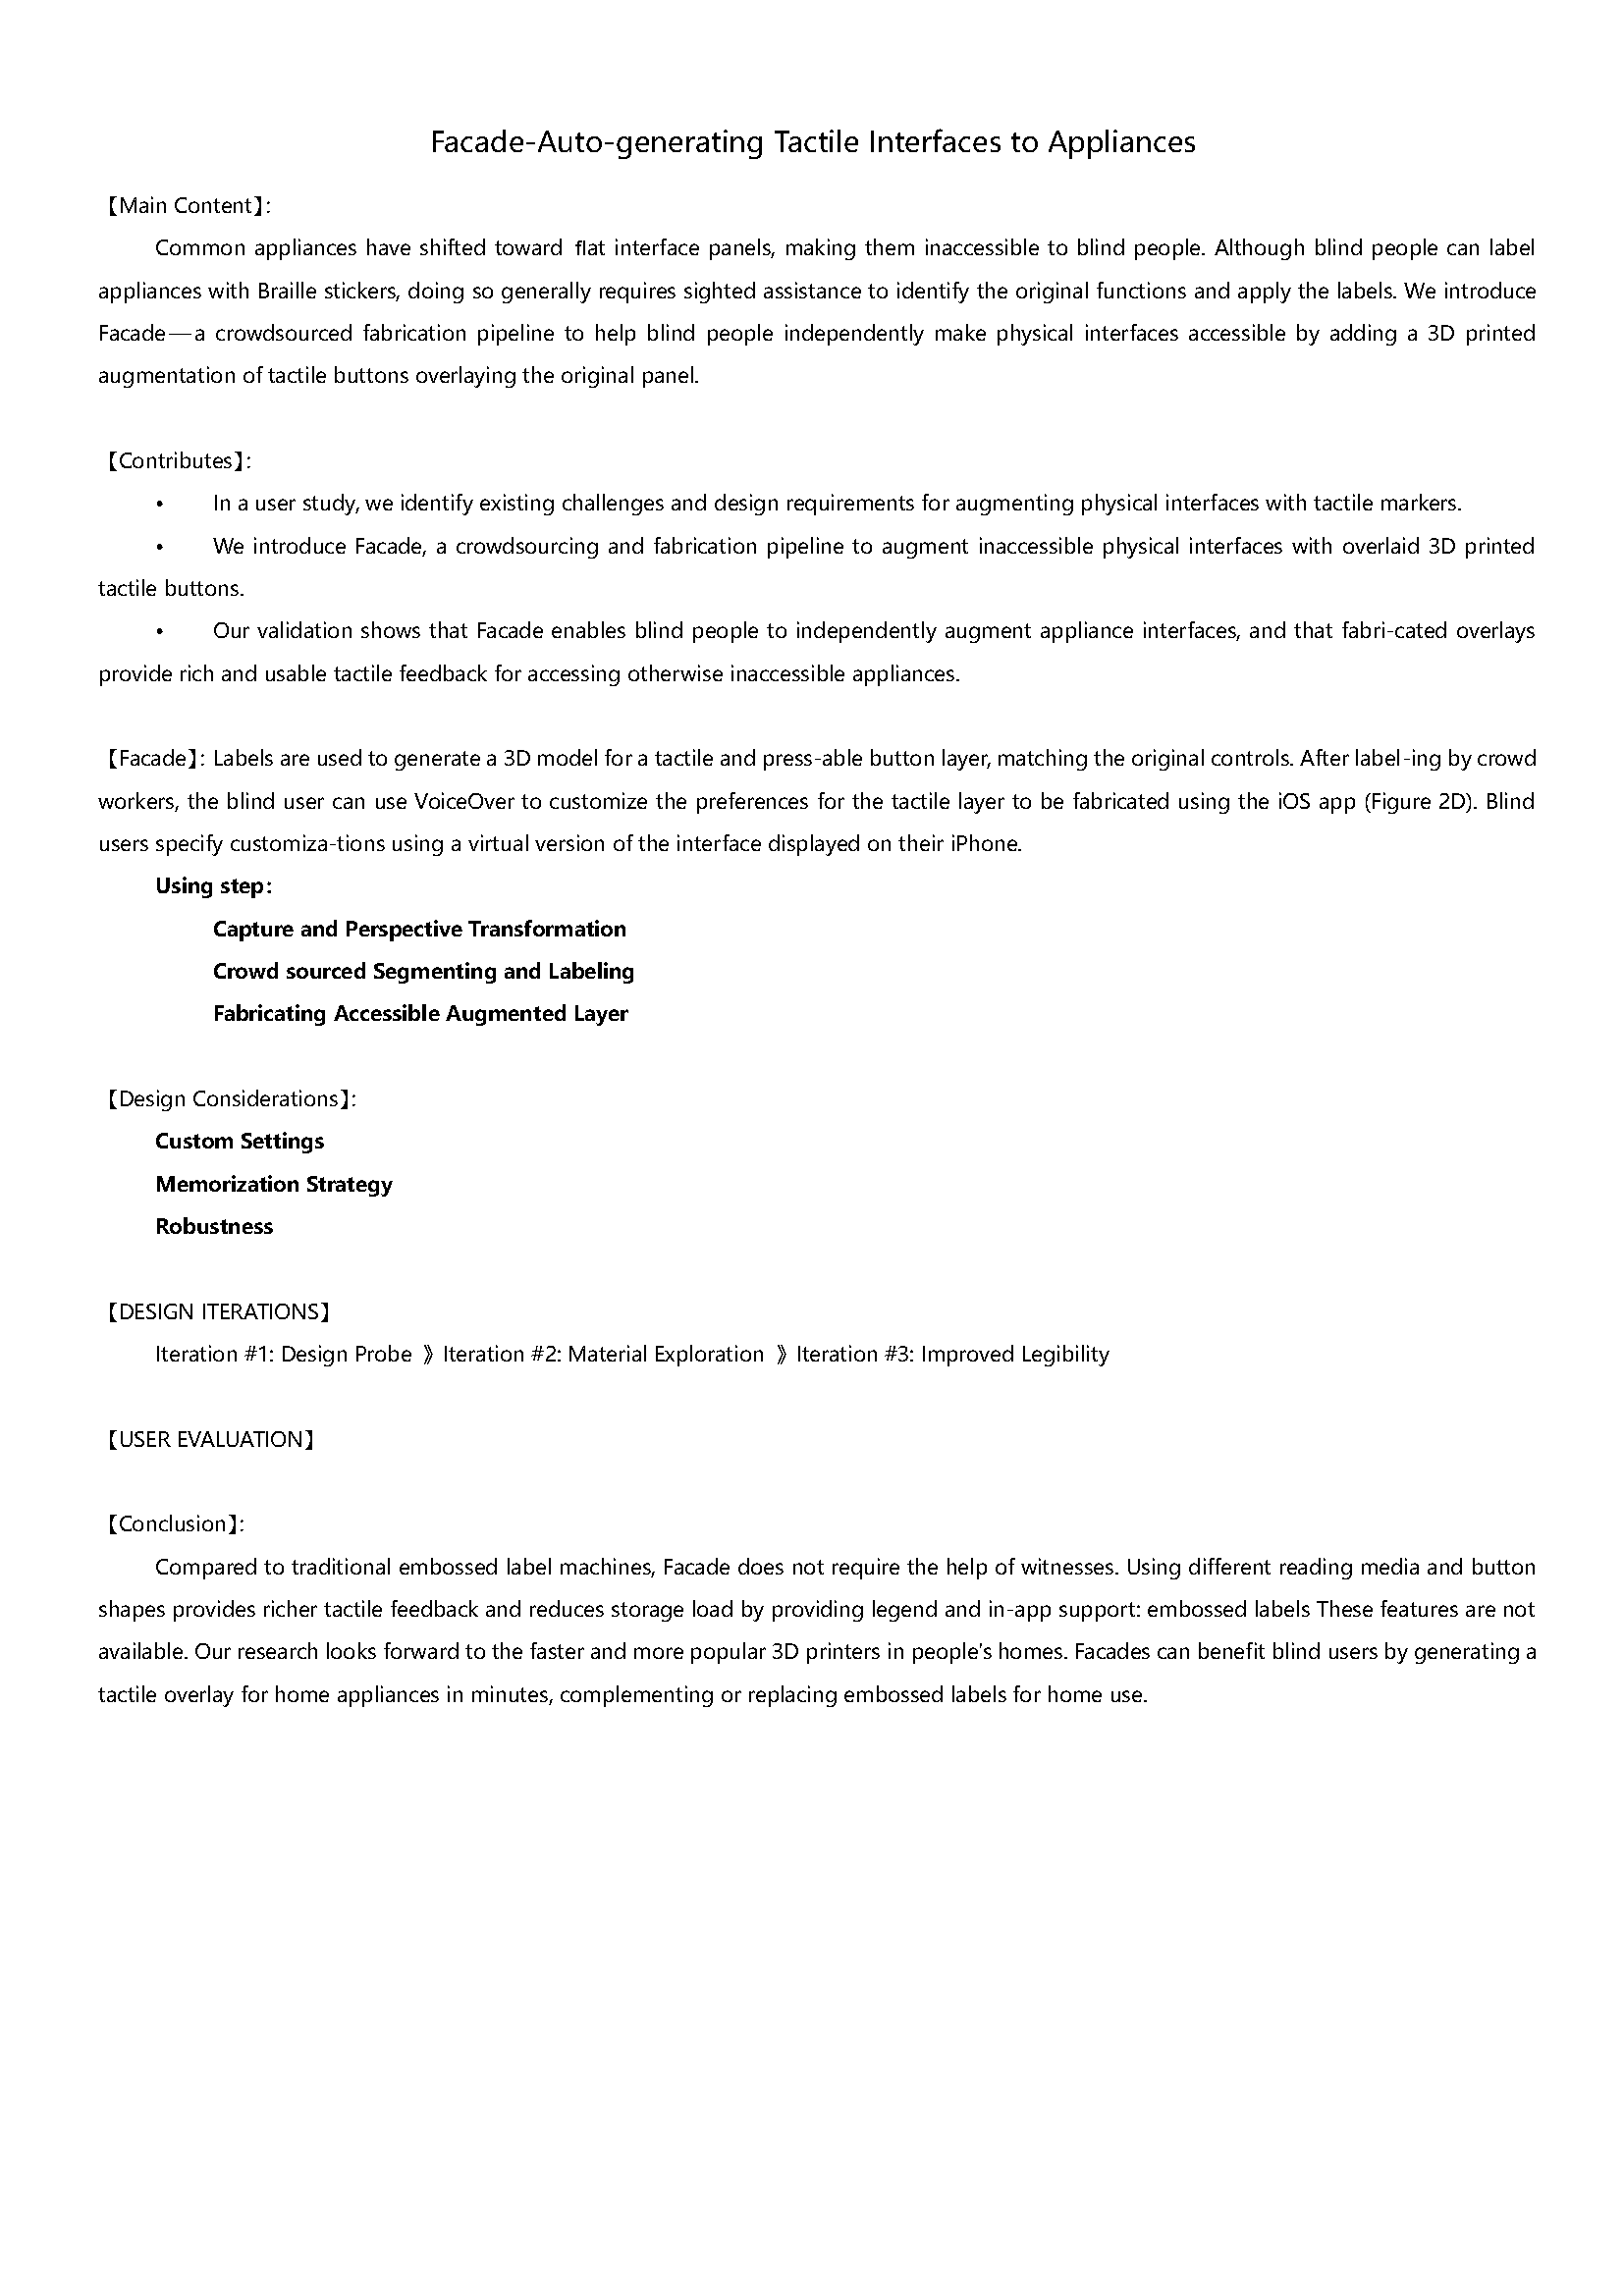 Facade-Auto-generating Tactile Interfaces to Appliances
【Main Content】:
Common appliances have shifted toward flat interface panels, making them inaccessible to blind people. Although blind people can label
appliances with Braille stickers, doing so generally requires sighted assistance to identify the original functions and apply the labels. We introduce
Facade—a crowdsourced fabrication pipeline to help blind people independently make physical interfaces accessible by adding a 3D printed
augmentation of tactile buttons overlaying the original panel.
【Contributes】:
• In a user study, we identify existing challenges and design requirements for augmenting physical interfaces with tactile markers.
• We introduce Facade, a crowdsourcing and fabrication pipeline to augment inaccessible physical interfaces with overlaid 3D printed
tactile buttons.
• Our validation shows that Facade enables blind people to independently augment appliance interfaces, and that fabri-cated overlays
provide rich and usable tactile feedback for accessing otherwise inaccessible appliances.
【Facade】: Labels are used to generate a 3D model for a tactile and press-able button layer, matching the original controls. After label-ing by crowd
workers, the blind user can use VoiceOver to customize the preferences for the tactile layer to be fabricated using the iOS app (Figure 2D). Blind
users specify customiza-tions using a virtual version of the interface displayed on their iPhone.
Using step:
Capture and Perspective Transformation
Crowd sourced Segmenting and Labeling
Fabricating Accessible Augmented Layer
【Design Considerations】:
Custom Settings
Memorization Strategy
Robustness
【DESIGN ITERATIONS】
Iteration #1: Design Probe 》Iteration #2: Material Exploration 》Iteration #3: Improved Legibility
【USER EVALUATION】
【Conclusion】:
Compared to traditional embossed label machines, Facade does not require the help of witnesses. Using different reading media and button
shapes provides richer tactile feedback and reduces storage load by providing legend and in-app support: embossed labels These features are not
available. Our research looks forward to the faster and more popular 3D printers in people's homes. Facades can benefit blind users by generating a
tactile overlay for home appliances in minutes, complementing or replacing embossed labels for home use.